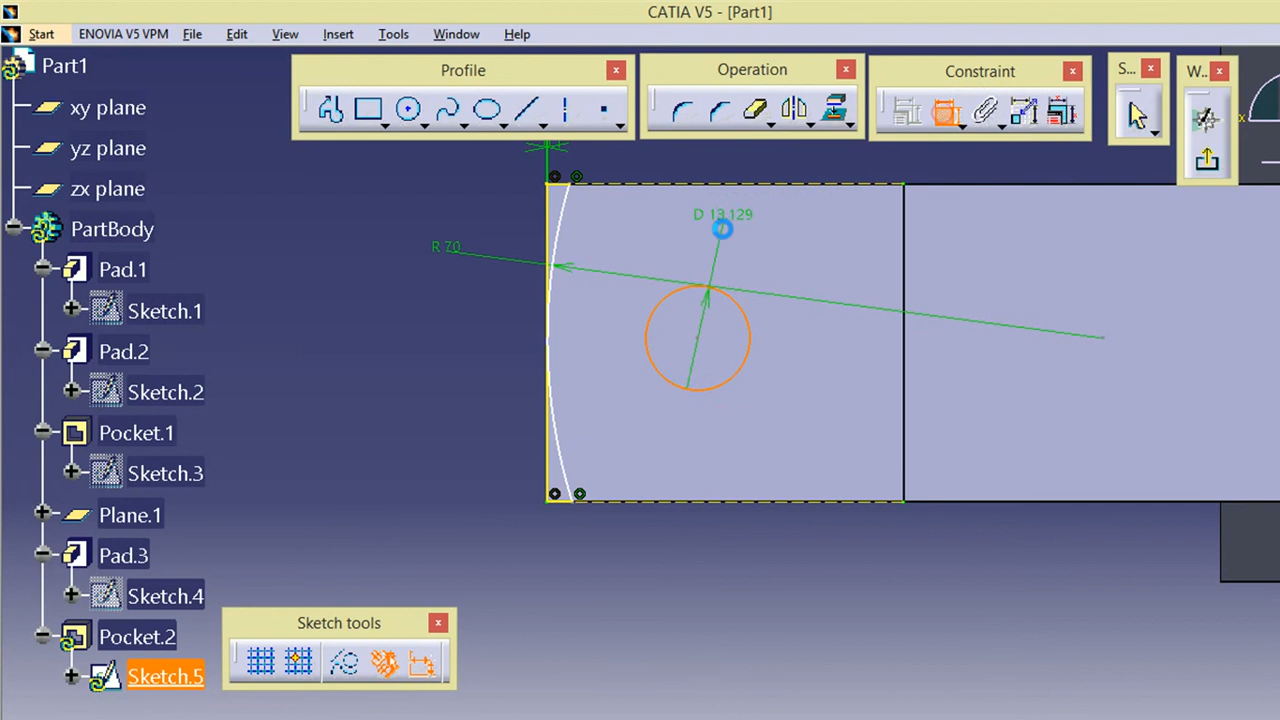 CATIA V5 - [Part1]
Start ENOVIA V5 VPM File Edit View Insert Tools Window Help
Part1
Profile
Operation
Constraint
S...
W...
xy plane
x
yz plane
zx plane
D 13,129
PartBody
R 70
Pad.1
Sketch.1
Pad.2
Sketch.2
Pocket.1
Sketch.3
Plane.1
Pad.3
Sketch.4
Sketch tools
Pocket.2
Sketch.5